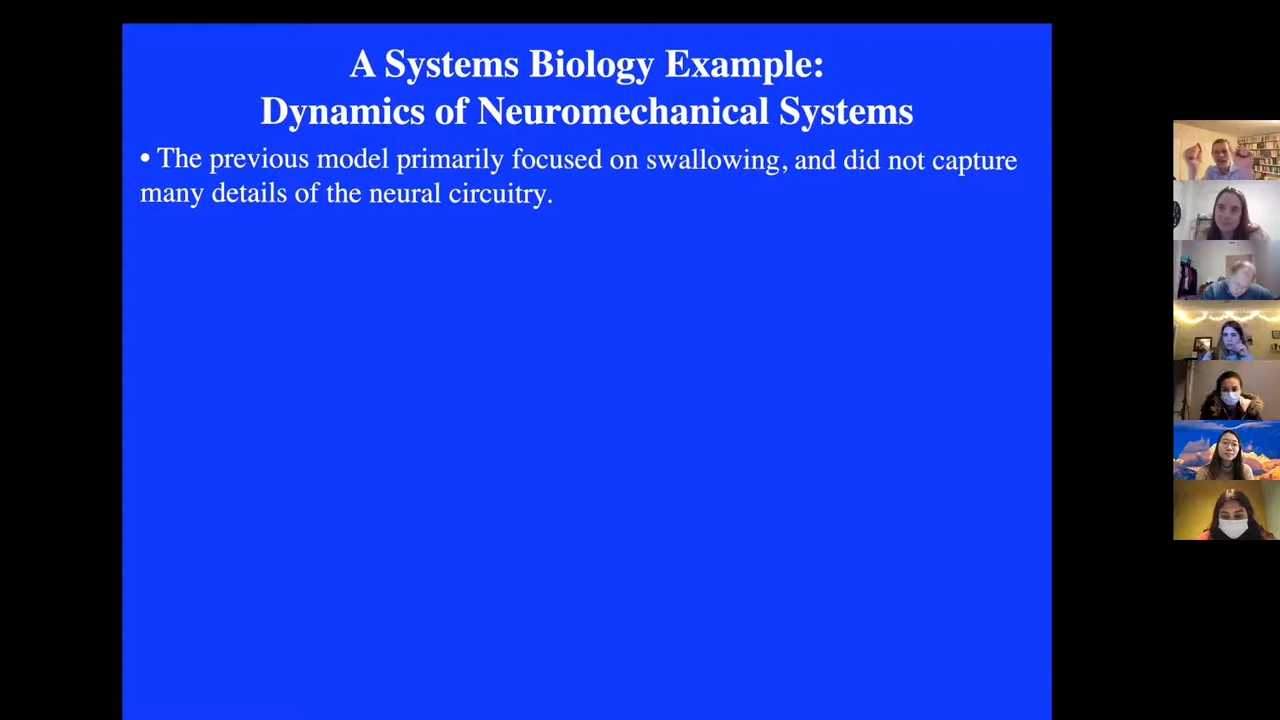 A Systems Biology Example:
Dynamics of Neuromechanical Systems
• The previous model primarily focused on swallowing, and did not capture
many details of the neural circuitry.